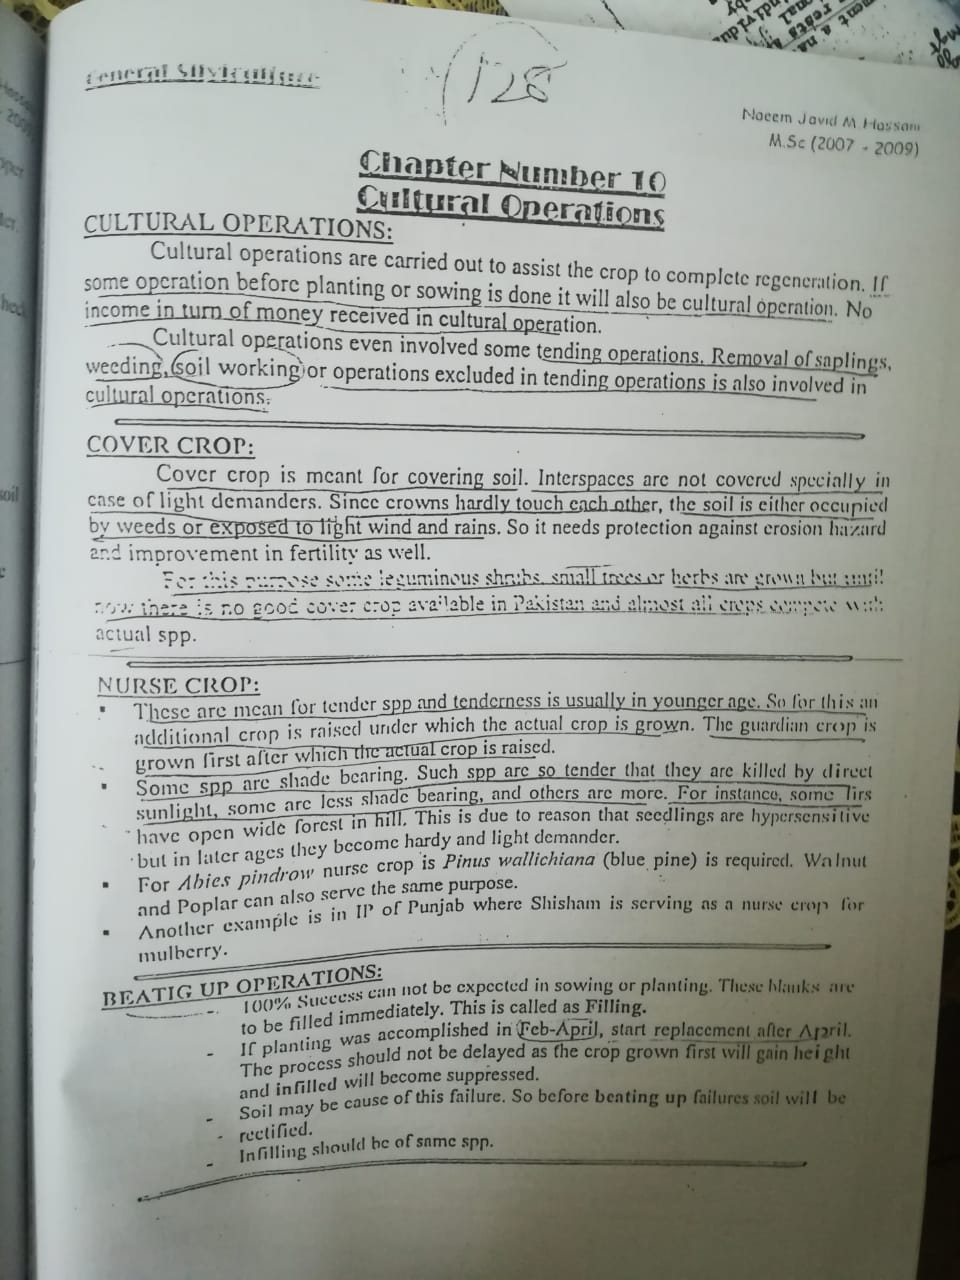 General Silviculture
128
Naeem Javid M Hassani
M.Sc (2007 - 2009)
Chapter Number 10
Cultural Operations
CULTURAL OPERATIONS:
Cultural operations are carried out to assist the crop to complete regeneration. If
some operation before planting or sowing is done it will also be cultural operation. No
income in turn of money received in cultural operation.
Cultural operations even involved some tending operations. Removal of saplings,
weeding, soil working or operations excluded in tending operations is also involved in
cultural operations.
COVER CROP:
Cover crop is meant for covering soil. Interspaces are not covered specially in
case of light demanders. Since crowns hardly touch each other, the soil is either occupied
by weeds or exposed to light wind and rains. So it needs protection against erosion hazard
and improvement in fertility as well.
For this purpose some leguminous shrubs, small trees or herbs are grown but until
now there is no good cover crop available in Pakistan and almost all crops compete with
actual spp.
NURSE CROP:
▪ These are mean for tender spp and tenderness is usually in younger age. So for this an
additional crop is raised under which the actual crop is grown. The guardian crop is
grown first after which the actual crop is raised.
▪ Some spp are shade bearing. Such spp are so tender that they are killed by direct
sunlight, some are less shade bearing, and others are more. For instance, some firs
have open wide forest in hill. This is due to reason that seedlings are hypersensitive
but in later ages they become hardy and light demander.
▪ For Abies pindrow nurse crop is Pinus wallichiana (blue pine) is required. Walnut
and Poplar can also serve the same purpose.
▪ Another example is in IP of Punjab where Shisham is serving as a nurse crop for
mulberry.
BEATIG UP OPERATIONS:
- 100% Success can not be expected in sowing or planting. These blanks are
to be filled immediately. This is called as Filling.
- If planting was accomplished in Feb-April, start replacement after April.
The process should not be delayed as the crop grown first will gain height
and infilled will become suppressed.
- Soil may be cause of this failure. So before beating up failures soil will be
- rectified.
- Infilling should be of same spp.